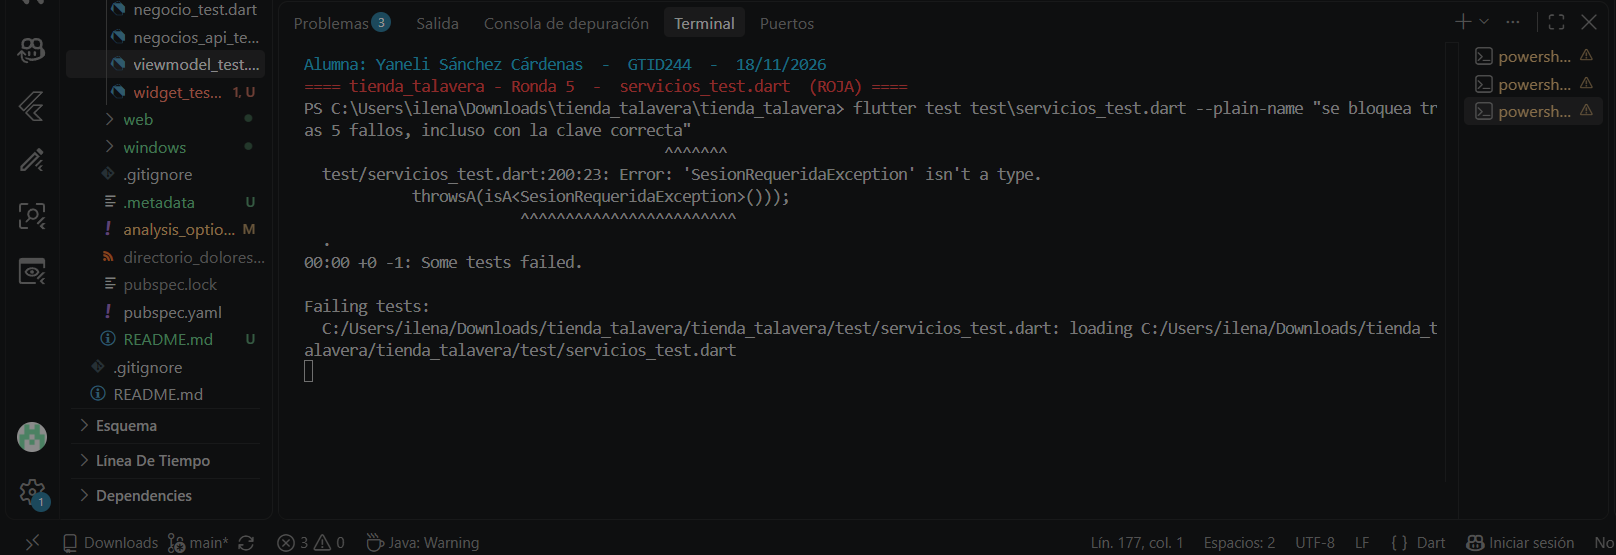 negocio_test.dart
negocios_api_te...
viewmodel_test....
widget_tes... 1, U
web
windows
.gitignore
.metadata U
analysis_optio... M
directorio_dolores...
pubspec.lock
pubspec.yaml
README.md U
.gitignore
README.md
Esquema
Línea De Tiempo
Dependencies
1
Problemas 3 Salida Consola de depuración Terminal Puertos
Alumna: Yaneli Sánchez Cárdenas - GTID244 - 18/11/2026
==== tienda_talavera - Ronda 5 - servicios_test.dart (ROJA) ====
PS C:\Users\ilena\Downloads\tienda_talavera\tienda_talavera> flutter test test\servicios_test.dart --plain-name "se bloquea tr
as 5 fallos, incluso con la clave correcta"
^^^^^^^
test/servicios_test.dart:200:23: Error: 'SesionRequeridaException' isn't a type.
throwsA(isA<SesionRequeridaException>()));
^^^^^^^^^^^^^^^^^^^^^^^^
.
00:00 +0 -1: Some tests failed.
Failing tests:
C:/Users/ilena/Downloads/tienda_talavera/tienda_talavera/test/servicios_test.dart: loading C:/Users/ilena/Downloads/tienda_t
alavera/tienda_talavera/test/servicios_test.dart
powersh...
powersh...
powersh...
Downloads main* 3 0 Java: Warning Lín. 177, col. 1 Espacios: 2 UTF-8 LF { } Dart Iniciar sesión No